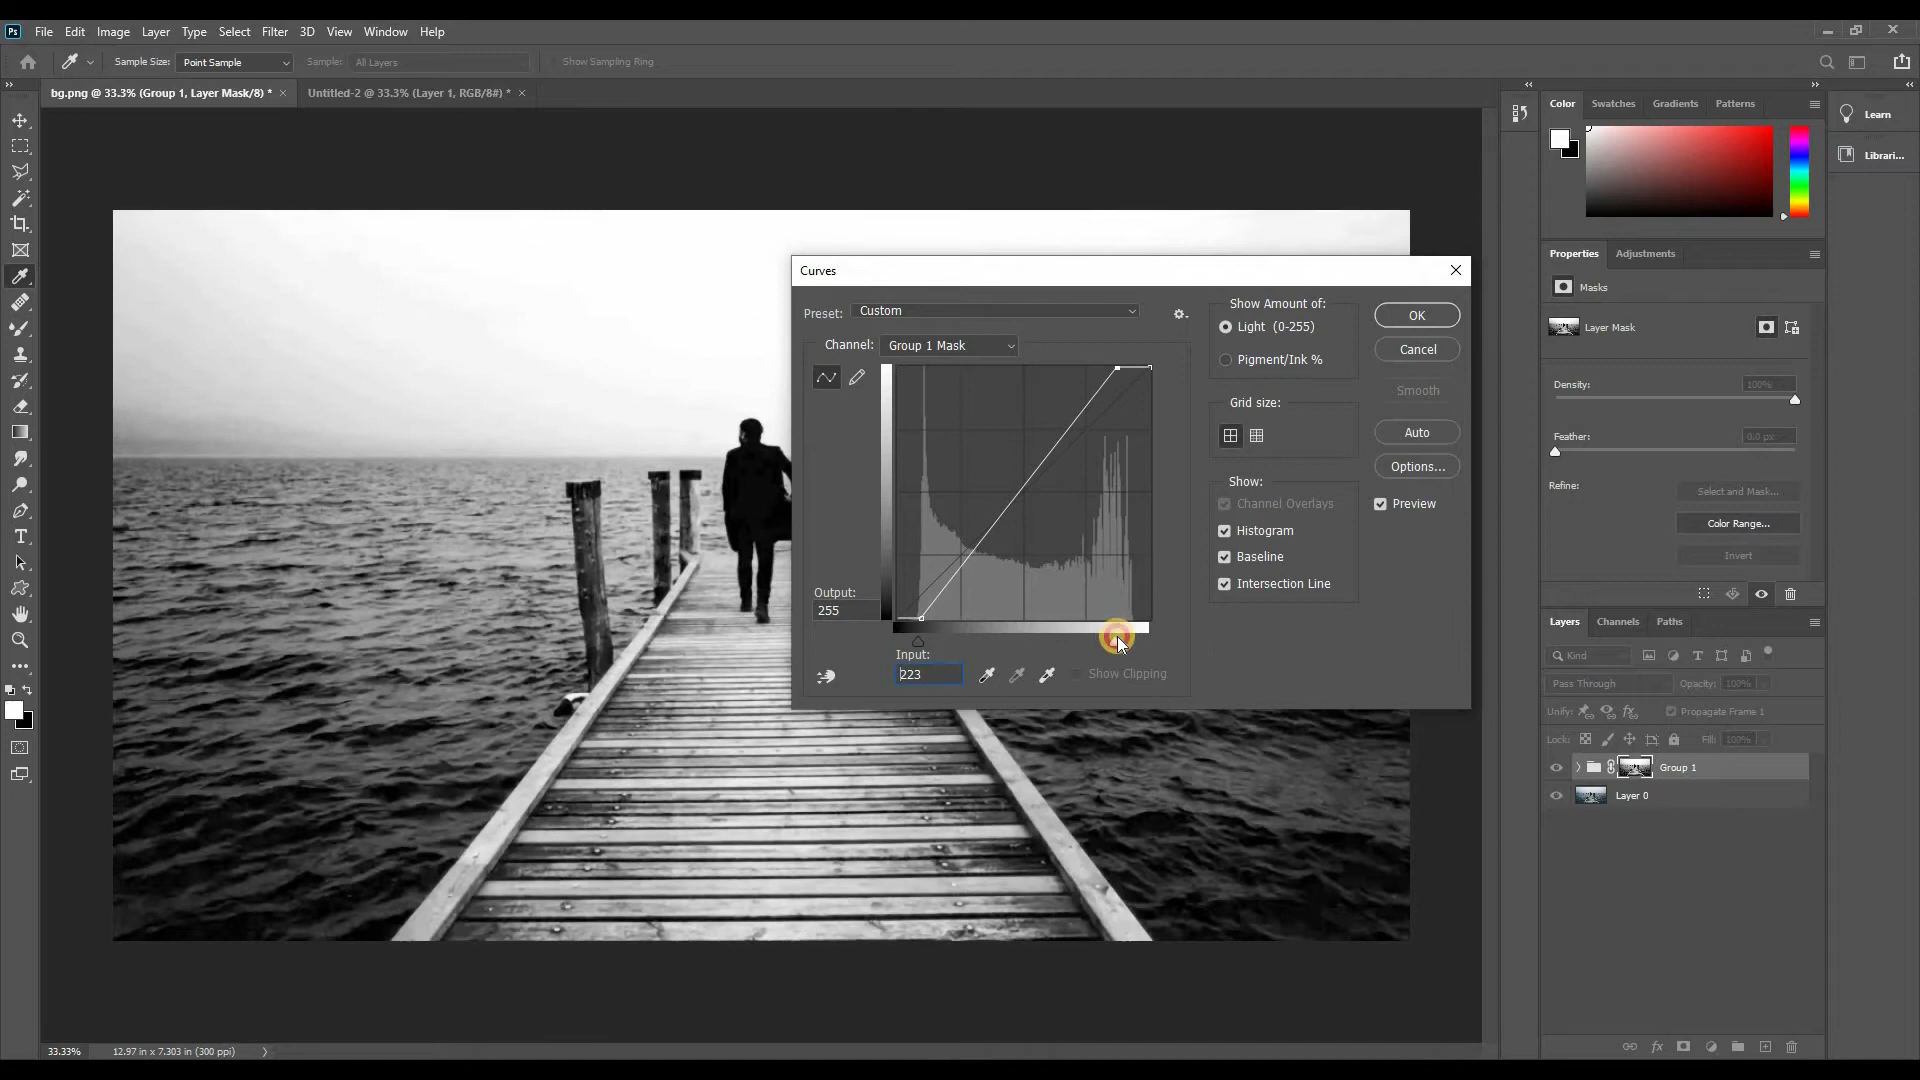 Ps File Edit Image Layer Type Select Filter 3D View Window Help
Sample Size: Point Sample Sample: All Layers Show Sampling Ring
bg.png @ 33.3% (Group 1, Layer Mask/8) * × Untitled-2 @ 33.3% (Layer 1, RGB/8#) * ×
Color Swatches Gradients Patterns
Learn
Librari...
Properties Adjustments
Masks
Layer Mask
Density: 100%
Feather: 0.0 px
Refine: Select and Mask...
Color Range...
Invert
Curves
Preset: Custom
Channel: Group 1 Mask
Output:
255
Input:
223
Show Clipping
Show Amount of:
Light (0-255)
Pigment/Ink %
Grid size:
Show:
Channel Overlays
Histogram
Baseline
Intersection Line
OK
Cancel
Smooth
Auto
Options...
Preview
Layers Channels Paths
Kind
Pass Through Opacity: 100%
Unify: Propagate Frame 1
Lock: Fill: 100%
Group 1
Layer 0
33.33% 12.97 in x 7.303 in (300 ppi)